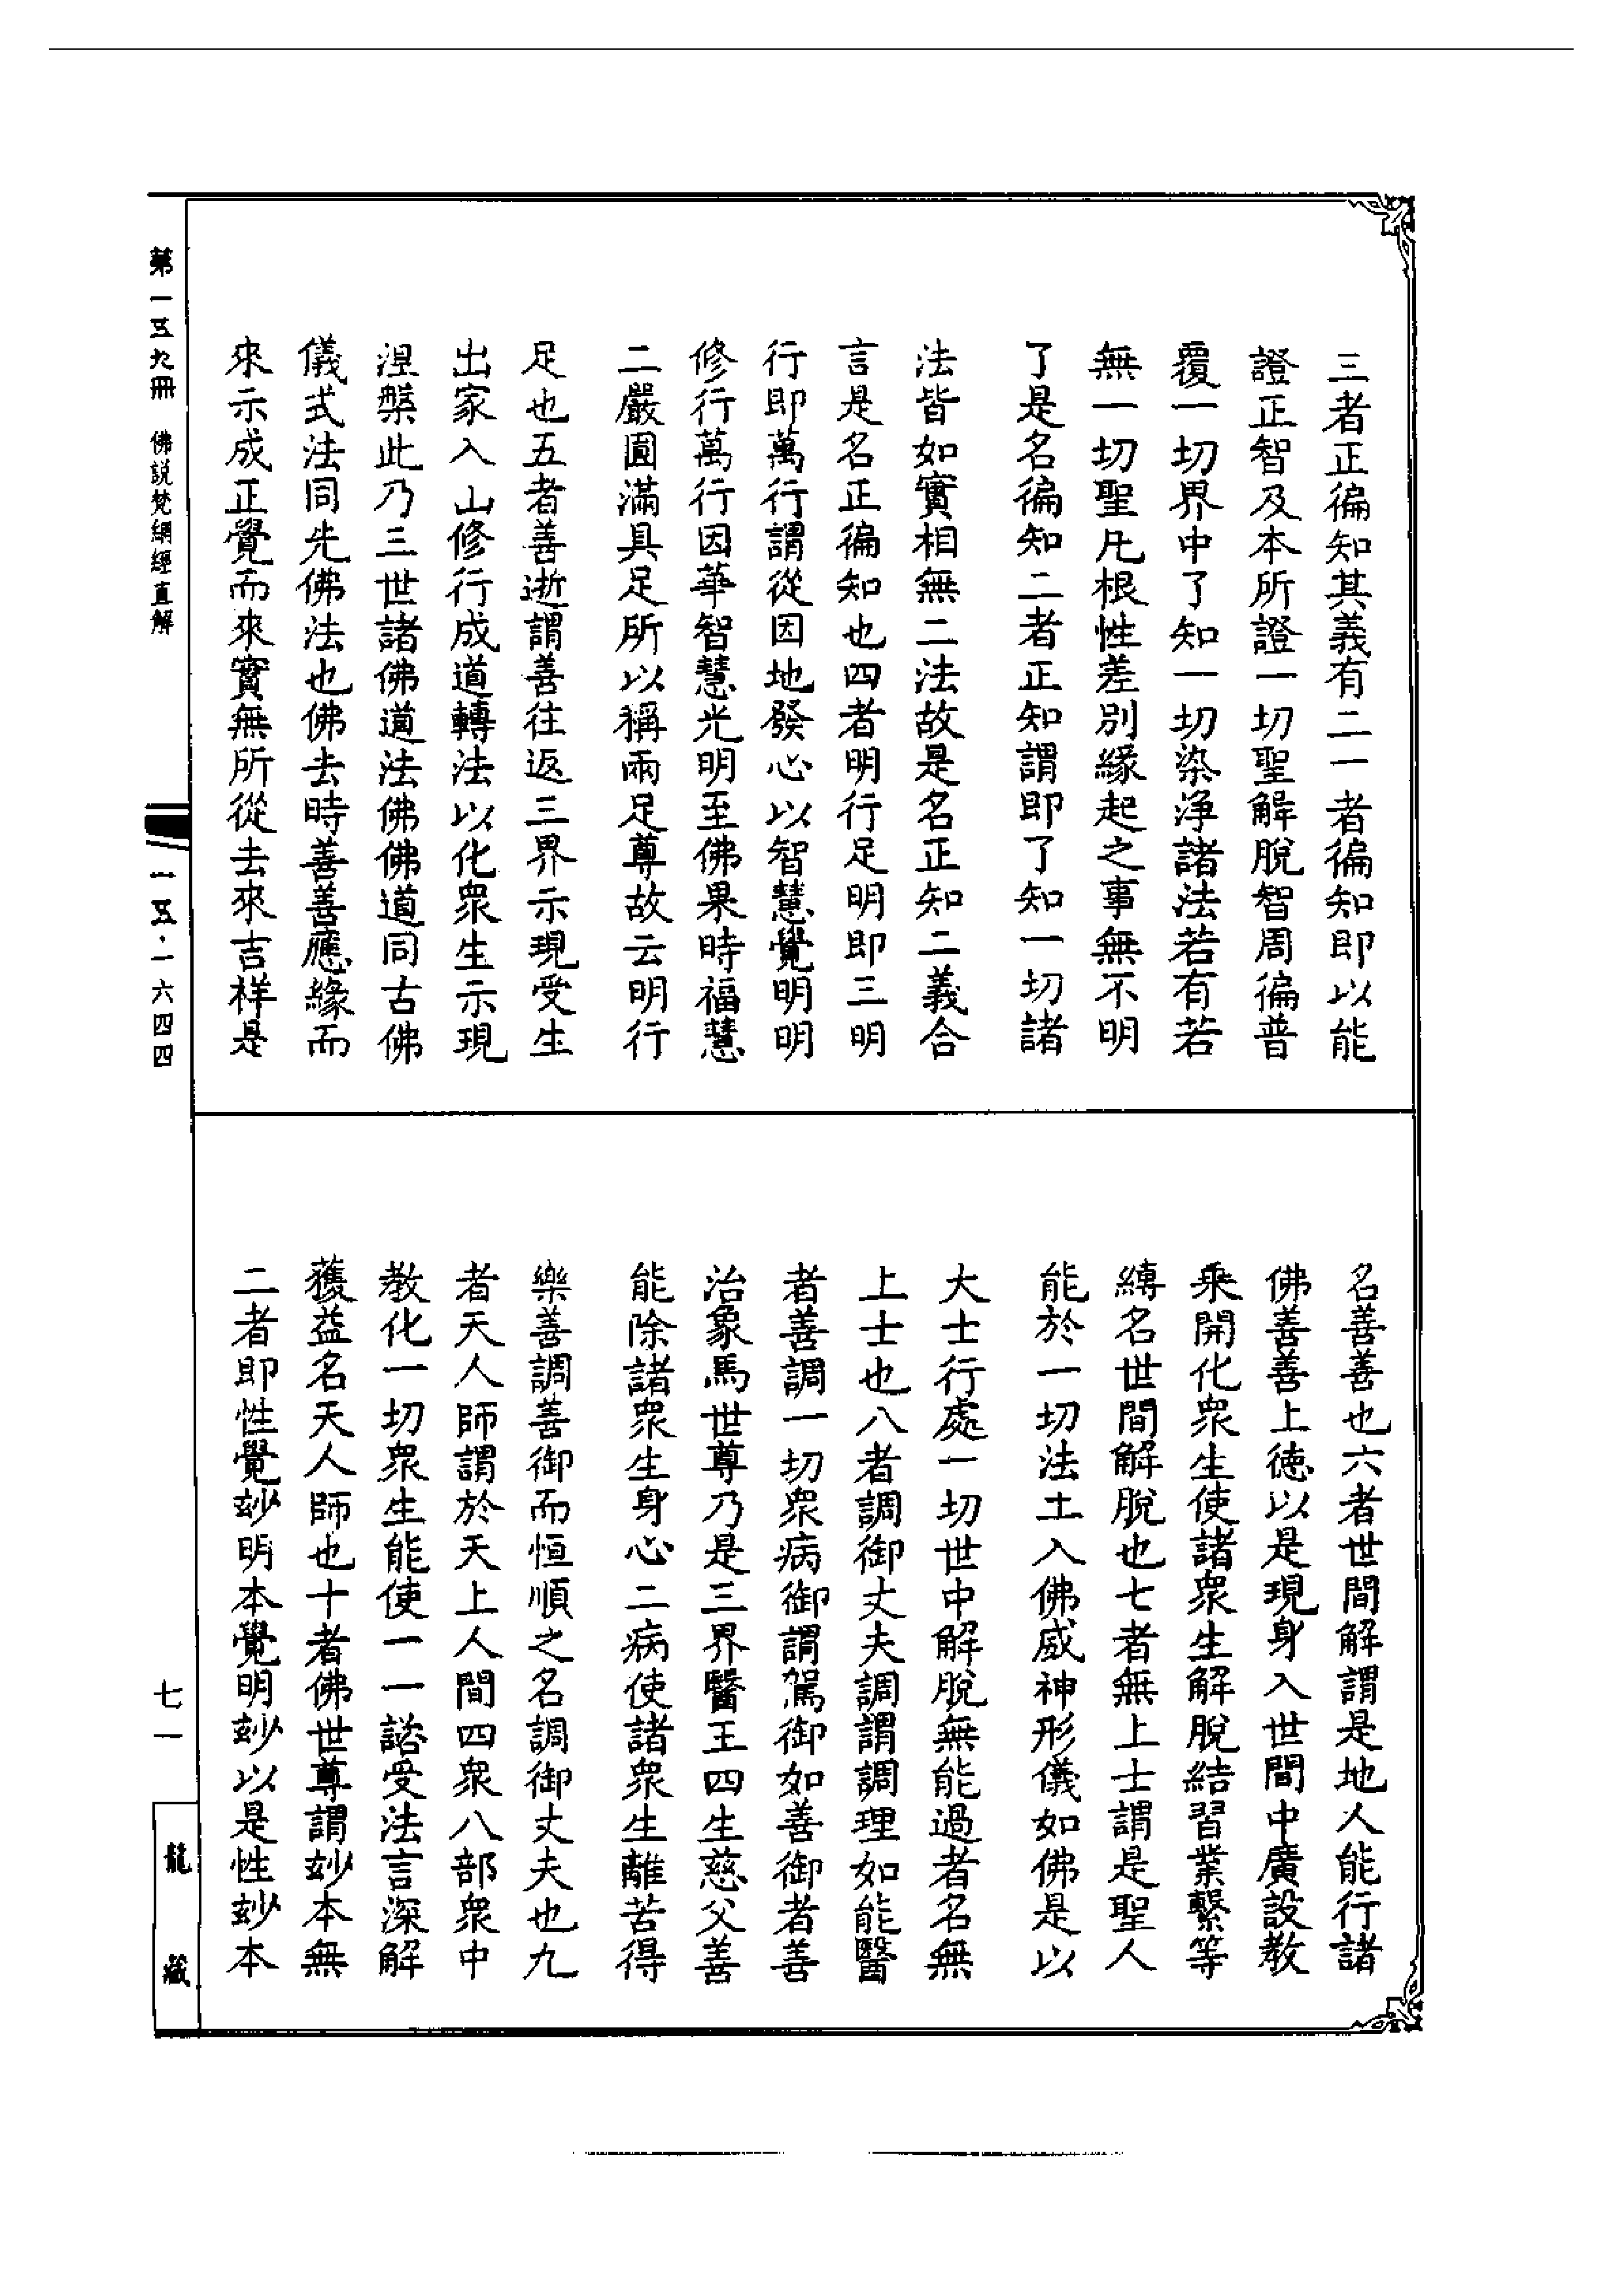 三者正徧知其義有二一者徧知即以能
證正智及本所證一切聖解脫智周徧普
覆一切界中了知一切染淨諸法若有若
無一切聖凡根性差別緣起之事無不明
了是名徧知二者正知謂即了知一切諸
法皆如實相無二法故是名正知二義合
言是名正徧知也四者明行足明即三明
行即萬行謂從因地發心以智慧覺明明
修行萬行因華智慧光明至佛果時福慧
二嚴圓滿具足所以稱兩足尊故云明行
足也五者善逝謂善往返三界示現受生
出家入山修行成道轉法以化衆生示現
涅槃此乃三世諸佛道法佛佛道同古佛
儀式法同先佛法也佛去時善善應緣而
來示成正覺而來實無所從去來吉祥是
名善善也六者世間解謂是地人能行諸
佛善善上德以是現身入世間中廣設教
乘開化衆生使諸衆生解脫結習業繫等
縛名世間解脫也七者無上士謂是聖人
能於一切法土入佛威神形儀如佛是以
大士行處一切世中解脫無能過者名無
上士也八者調御丈夫調謂調理如能醫
者善調一切衆病御謂駕御如善御者善
治象馬世尊乃是三界醫王四生慈父善
能除諸衆生身心二病使諸衆生離苦得
樂善調善御而恒順之名調御丈夫也九
者天人師謂於天上人間四衆八部衆中
教化一切衆生能使一一諮受法言深解
獲益名天人師也十者佛世尊謂玅本無
二者即性覺玅明本覺明玅以是性玅本
第一五九冊　佛説梵網經直解
一五·一六四四
七一
龍藏